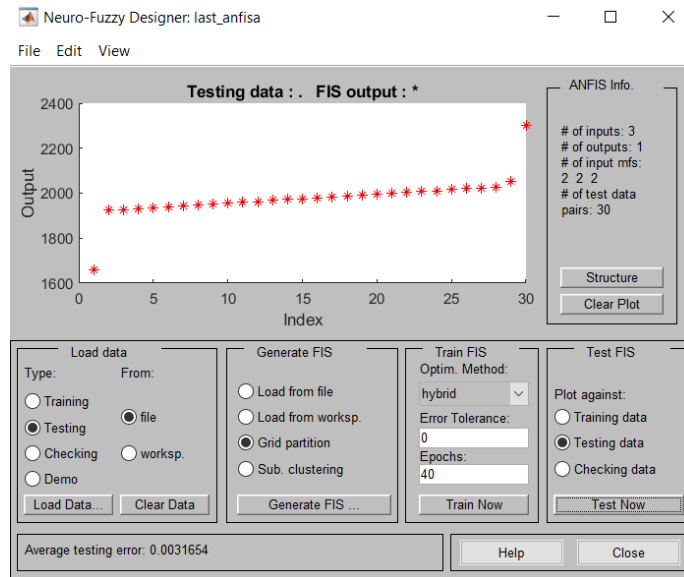 Neuro-Fuzzy Designer: last_anfisa
File Edit View
Testing data : . FIS output : *
2400
2200
2000
1800
1600
Output
0 5 10 15 20 25 30
Index
ANFIS Info.
# of inputs: 3
# of outputs: 1
# of input mfs:
2 2 2
# of test data
pairs: 30
Structure
Clear Plot
Load data
Type: From:
Training
Testing
Checking
Demo
file
worksp.
Load Data... Clear Data
Generate FIS
Load from file
Load from worksp.
Grid partition
Sub. clustering
Generate FIS ...
Train FIS
Optim. Method:
hybrid
Error Tolerance:
0
Epochs:
40
Train Now
Test FIS
Plot against:
Training data
Testing data
Checking data
Test Now
Average testing error: 0.0031654
Help Close